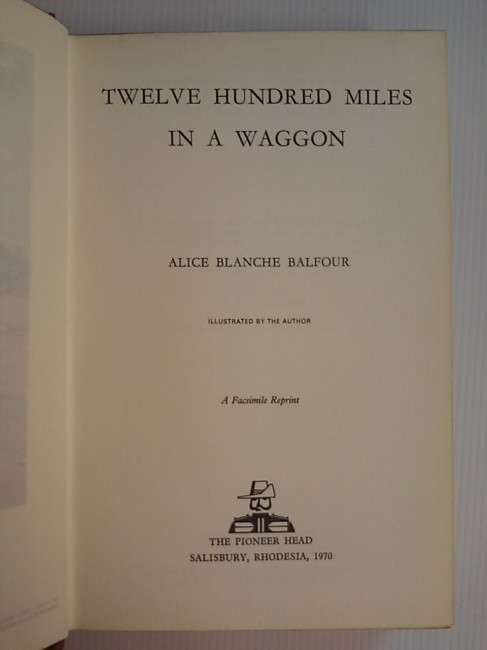 TWELVE HUNDRED MILES
IN A WAGGON
ALICE BLANCHE BALFOUR
ILLUSTRATED BY THE AUTHOR
A Facsimile Reprint
THE PIONEER HEAD
SALISBURY, RHODESIA, 1970